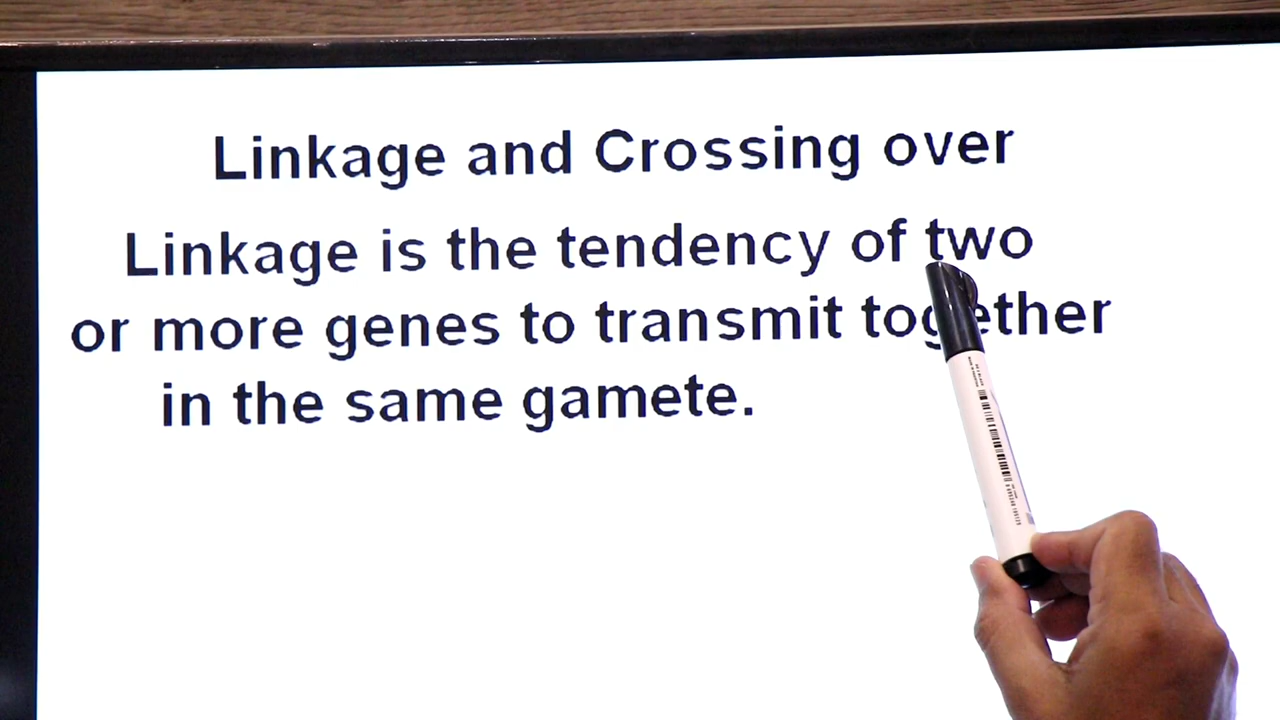 Linkage and Crossing over
Linkage is the tendency of two
or more genes to transmit together
in the same gamete.